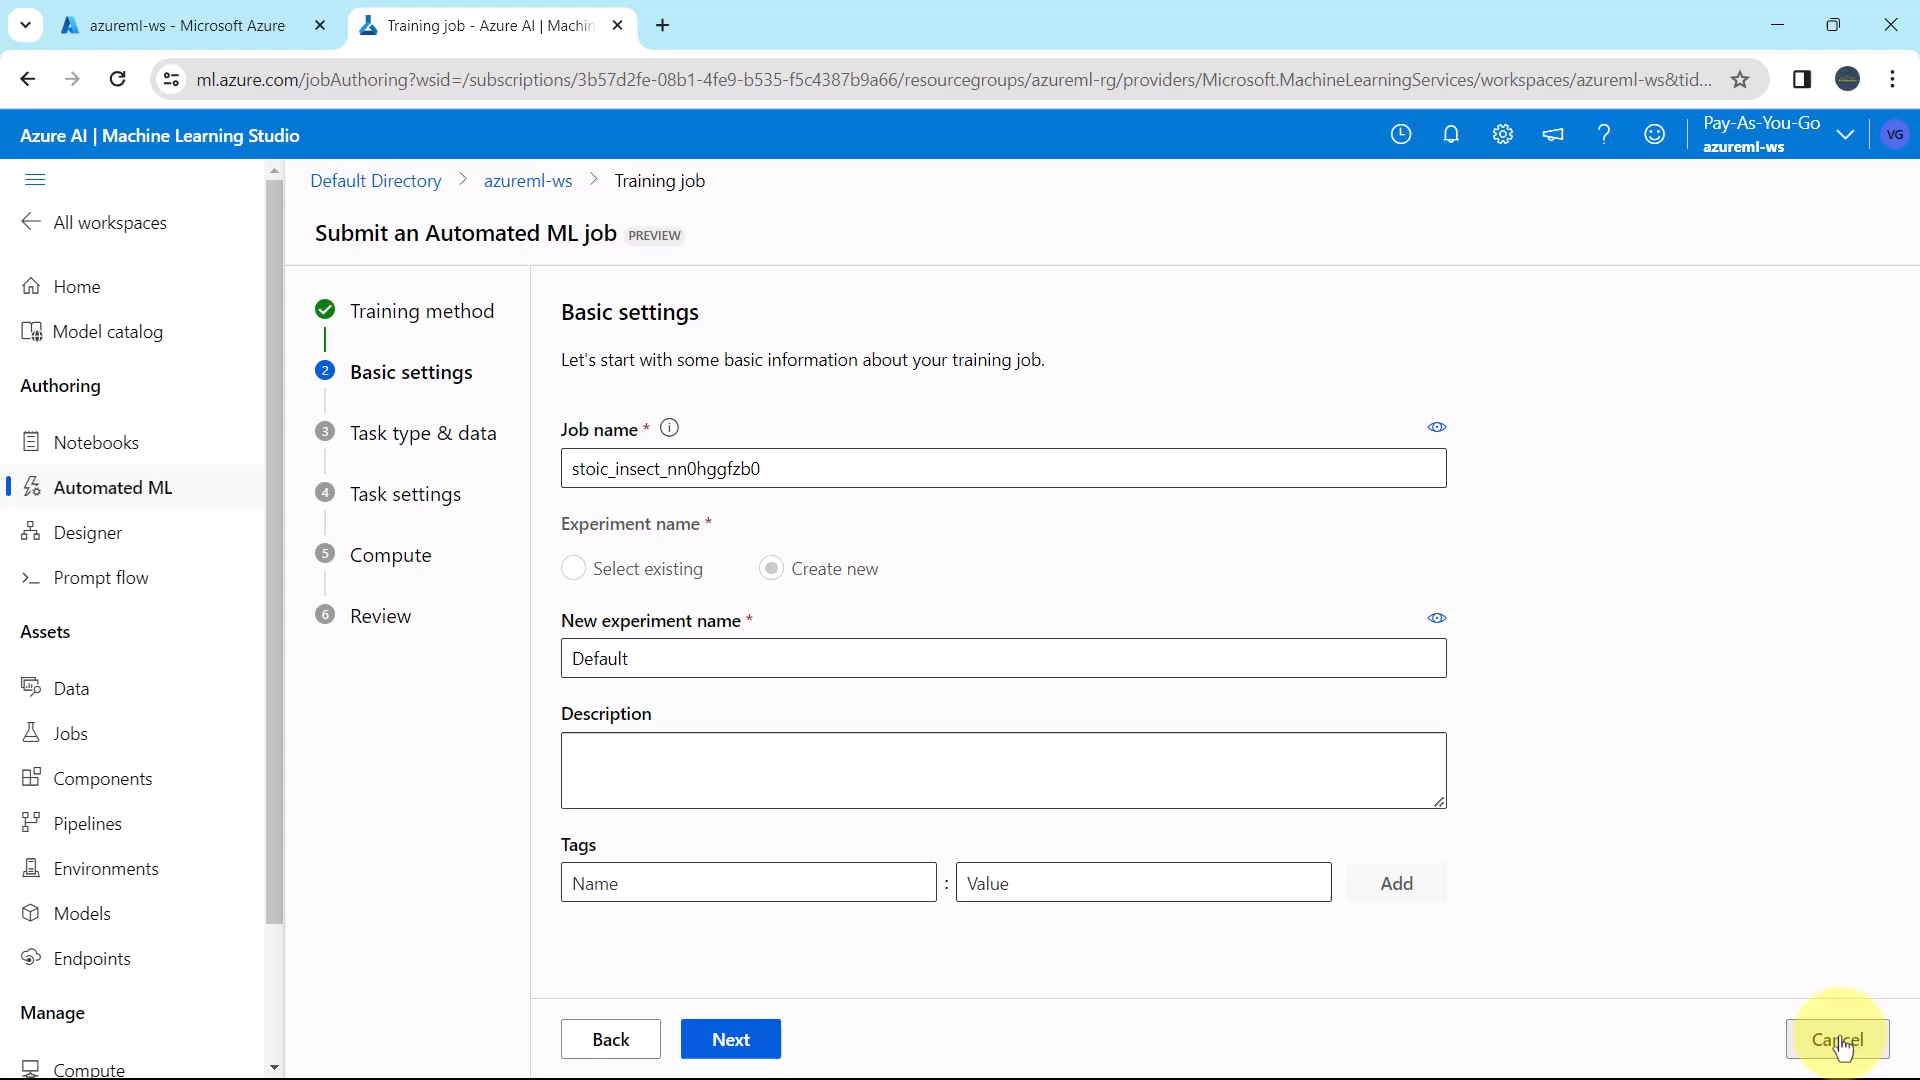 azureml-ws - Microsoft Azure
Training job - Azure AI | Machin
ml.azure.com/jobAuthoring?wsid=/subscriptions/3b57d2fe-08b1-4fe9-b535-f5c4387b9a66/resourcegroups/azureml-rg/providers/Microsoft.MachineLearningServices/workspaces/azureml-ws&tid...
Azure AI | Machine Learning Studio
Pay-As-You-Go
azureml-ws
VG
All workspaces
Home
Model catalog
Authoring
Notebooks
Automated ML
Designer
Prompt flow
Assets
Data
Jobs
Components
Pipelines
Environments
Models
Endpoints
Manage
Compute
Default Directory > azureml-ws > Training job
Submit an Automated ML job PREVIEW
Training method
2 Basic settings
3 Task type & data
4 Task settings
5 Compute
6 Review
Basic settings
Let's start with some basic information about your training job.
Job name *
stoic_insect_nn0hggfzb0
Experiment name *
Select existing
Create new
New experiment name *
Default
Description
Tags
Name : Value Add
Back
Next
Cancel